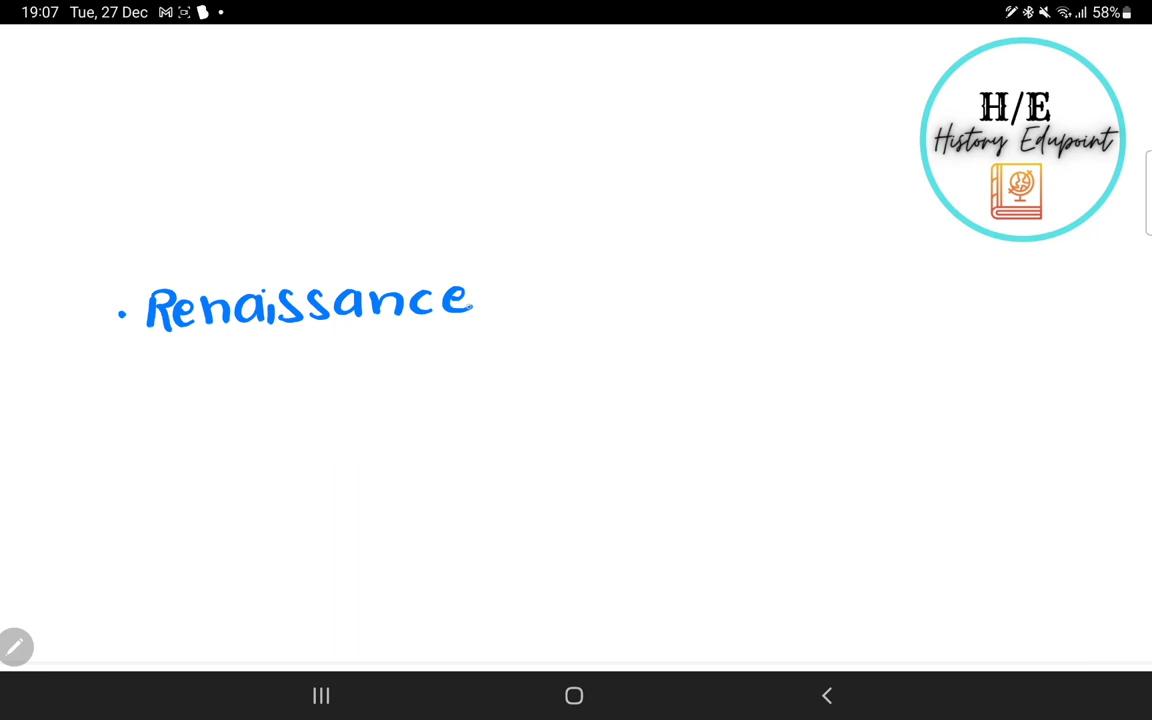 19:07 Tue, 27 Dec
58%
H/E
History Edupoint
· Renaissance